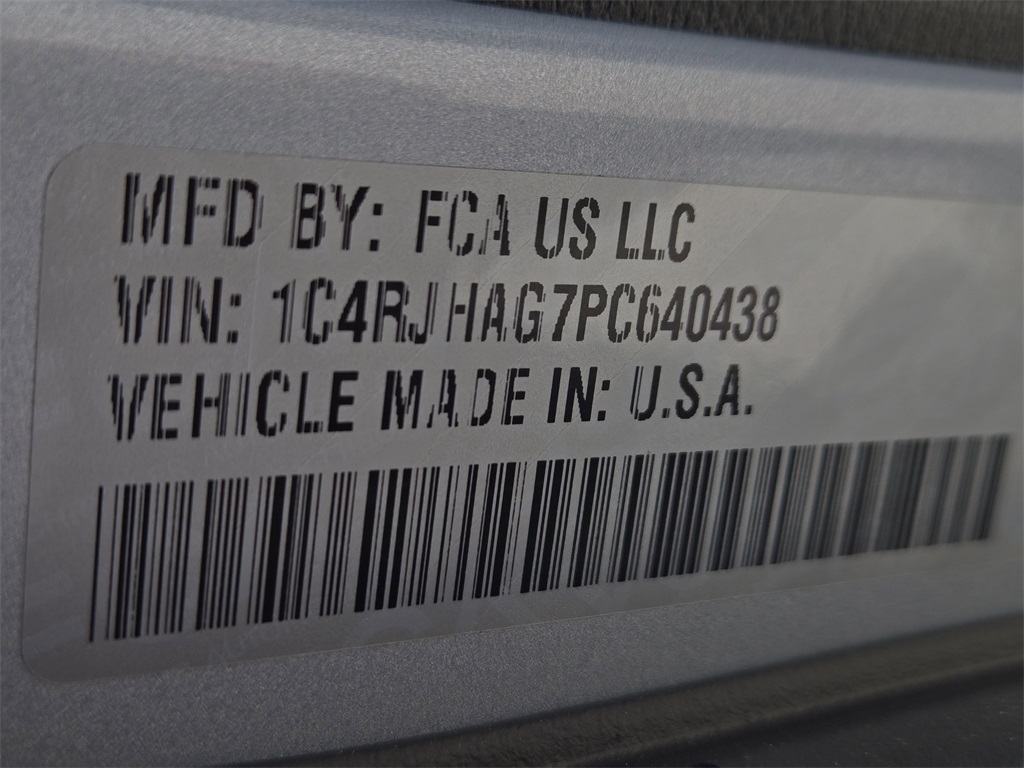 MFD BY: FCA US LLC
VIN: 1C4RJHAG7PC640438
VEHICLE MADE IN: U.S.A.